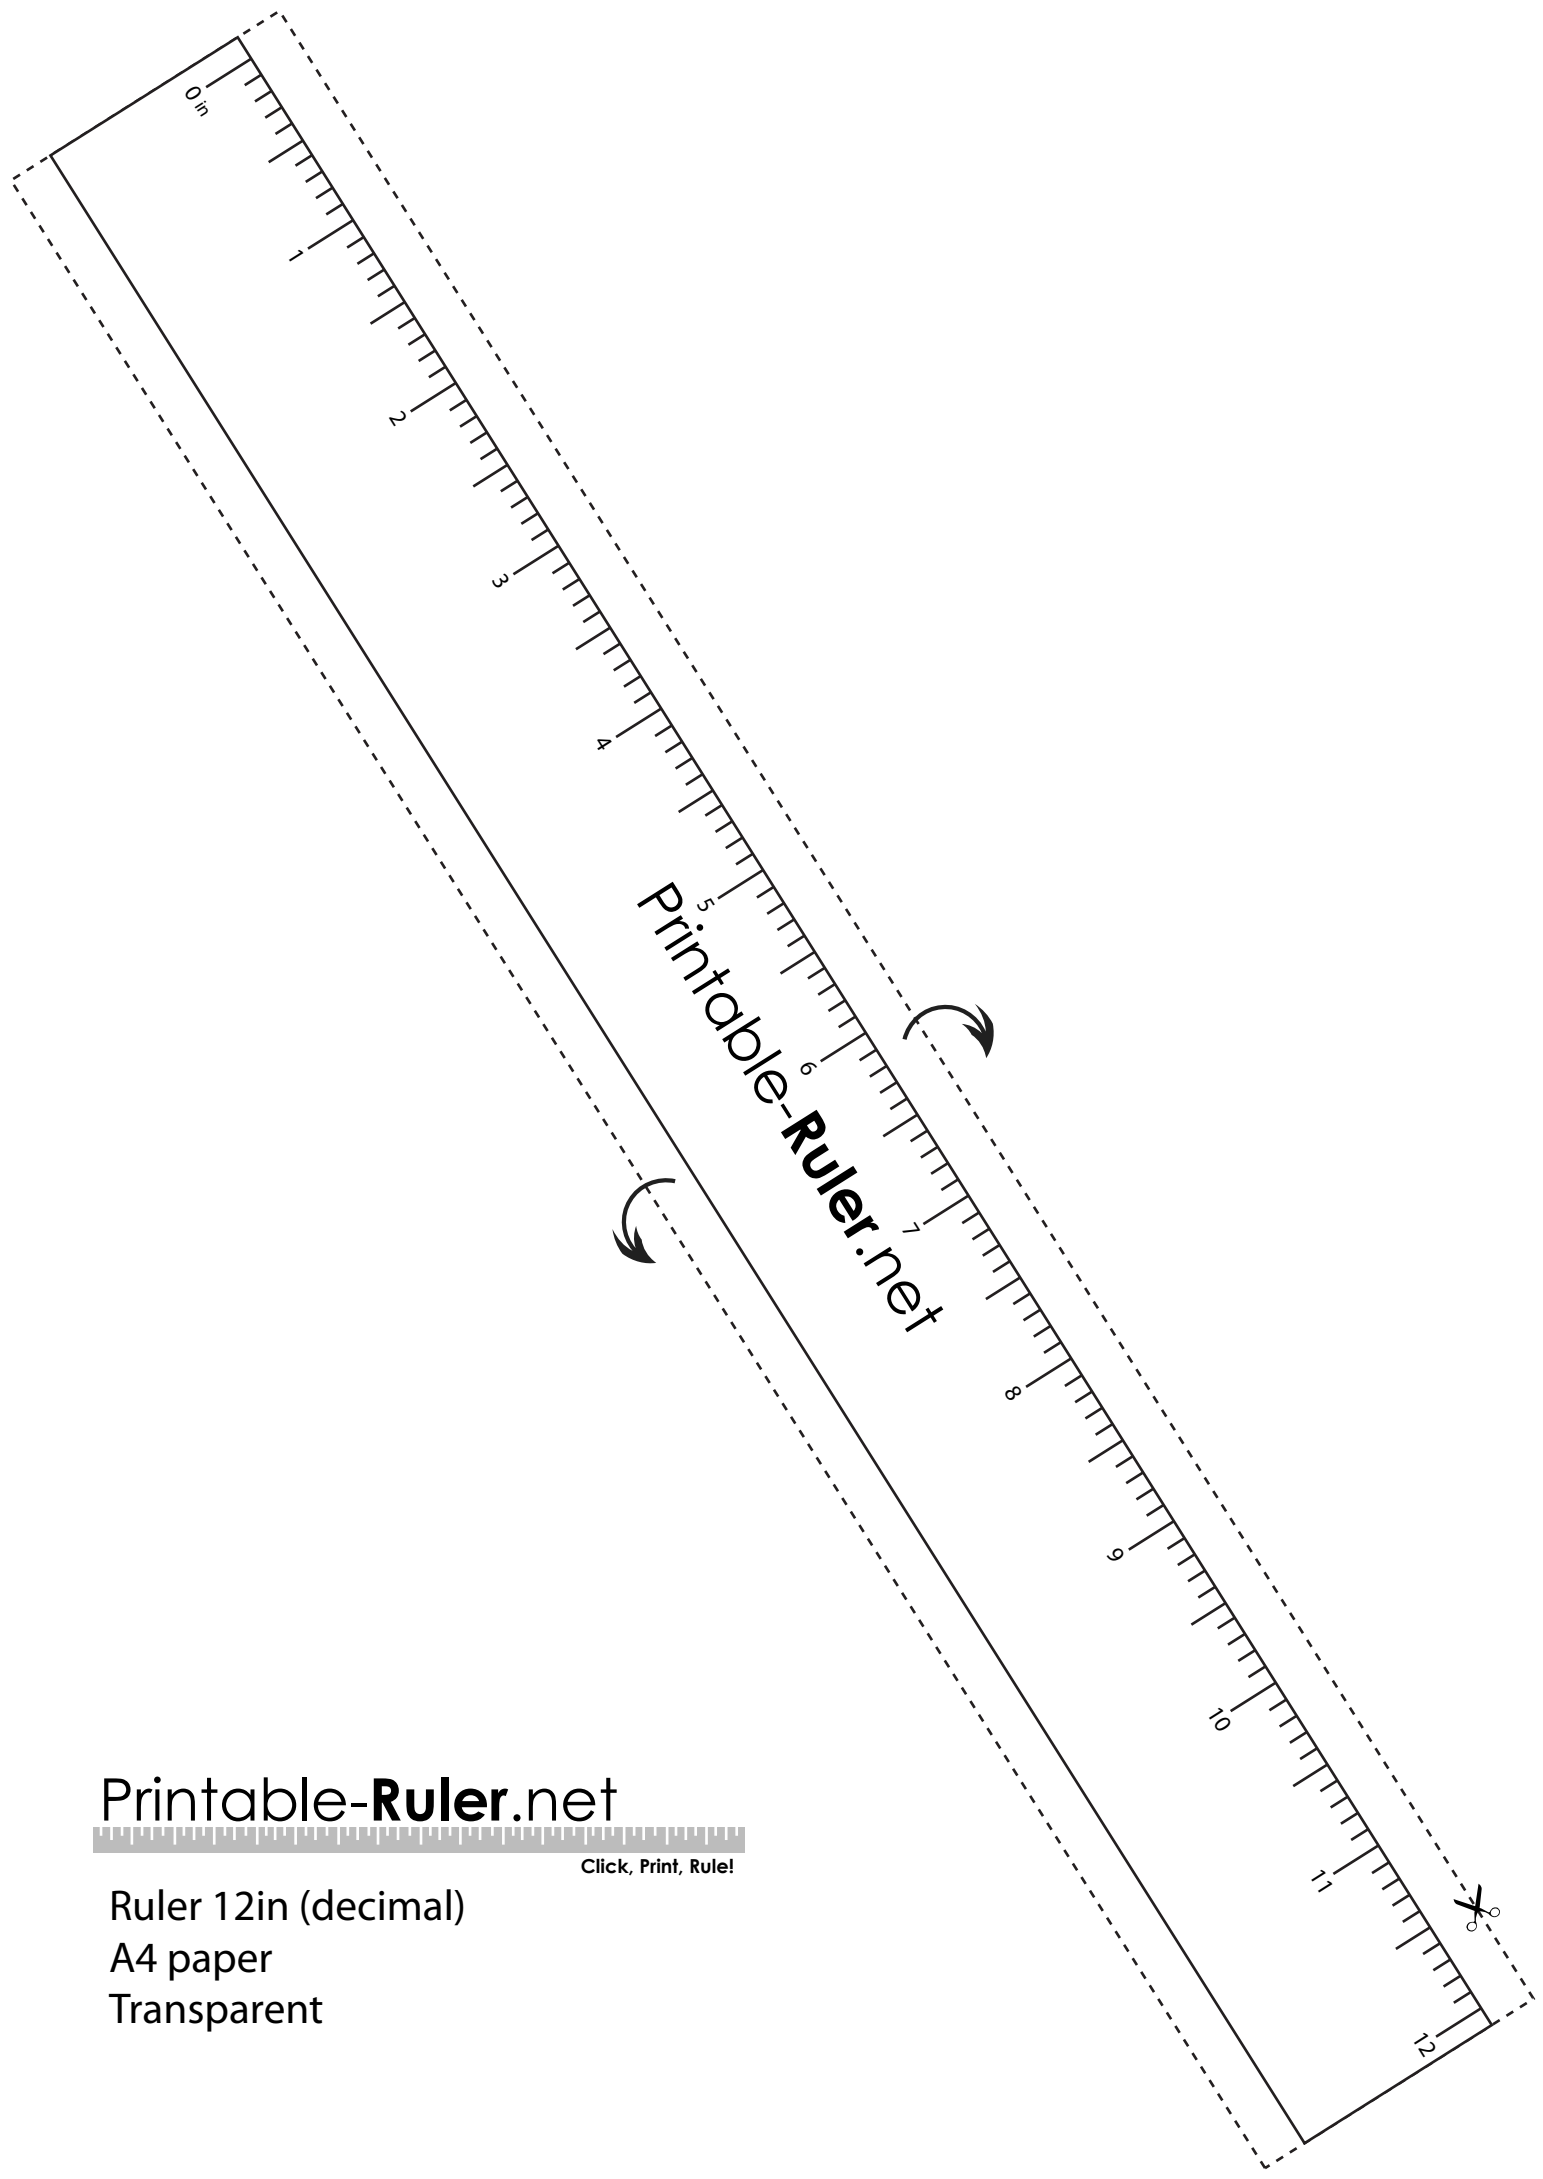 0 in
1
2
3
4
5
6
7
8
9
10
11
12
Printable-Ruler.net
Printable-Ruler.net
Click, Print, Rule!
Ruler 12in (decimal)
A4 paper
Transparent